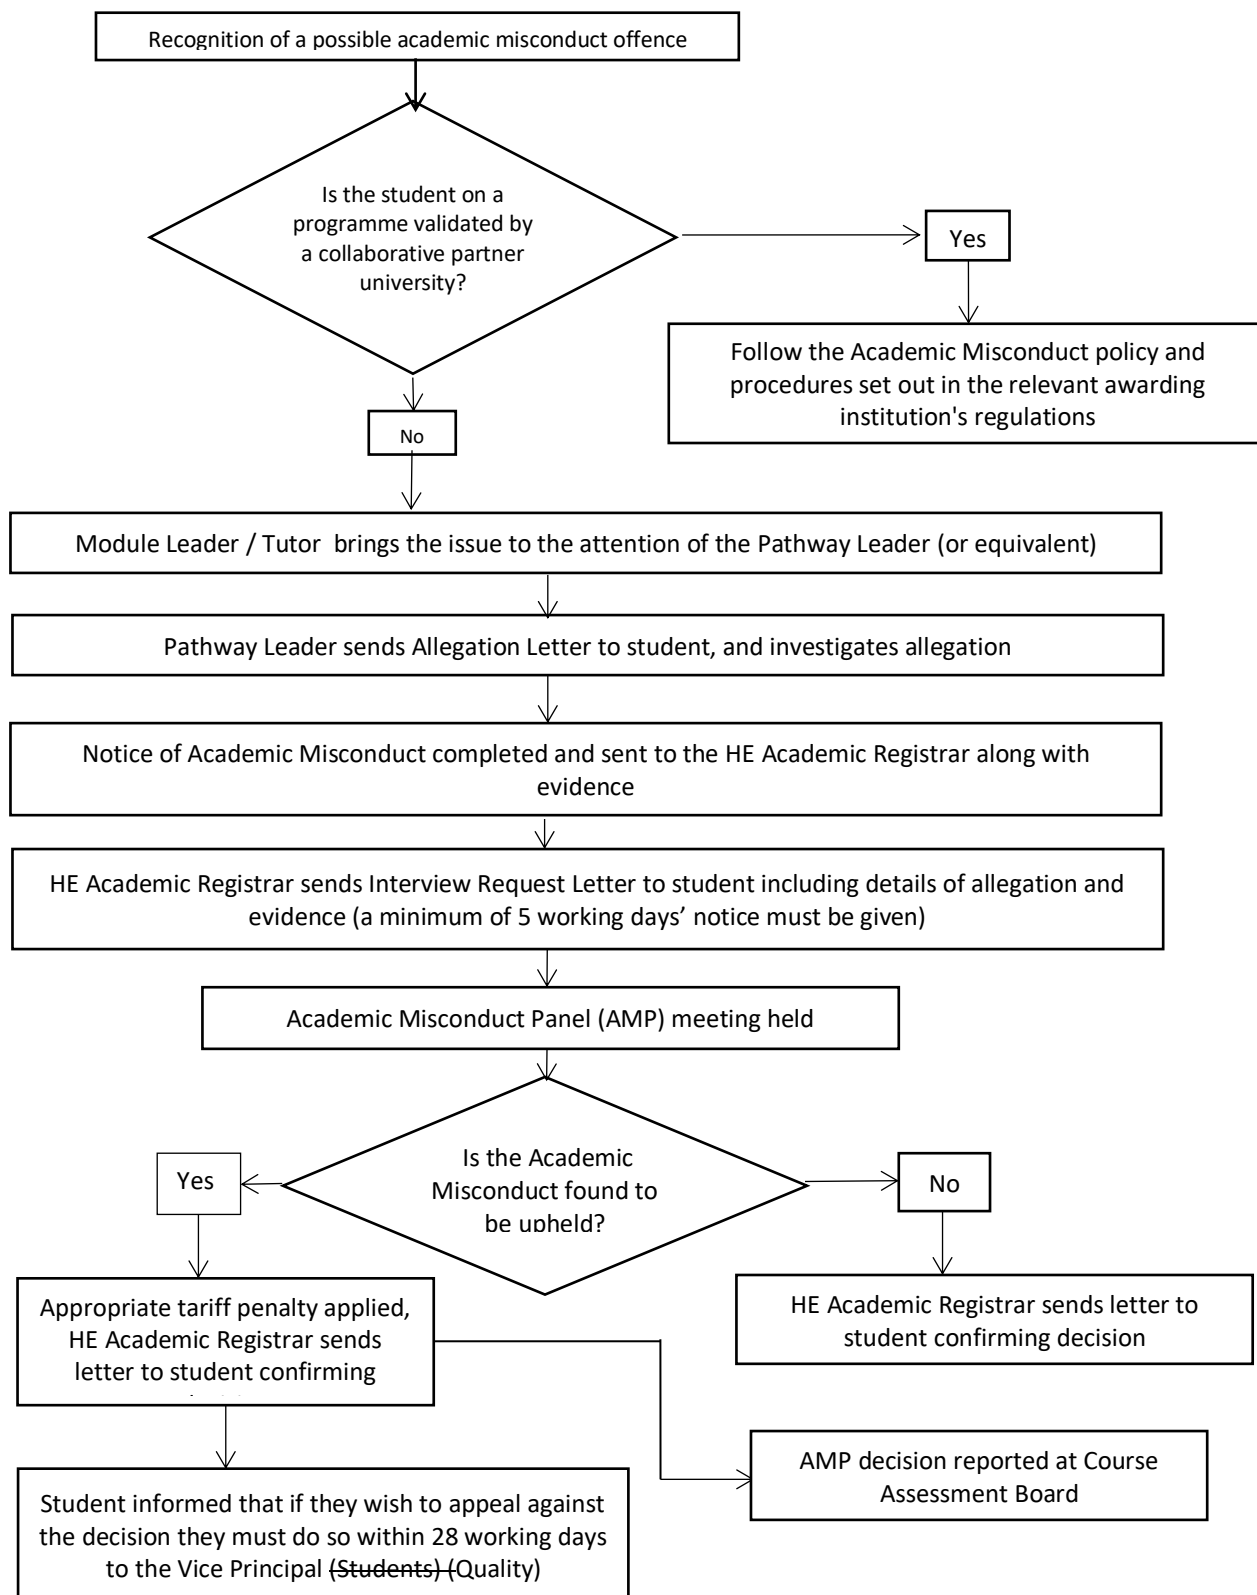 Recognition of a possible academic misconduct offence
Is the student on a
programme validated by
a collaborative partner
university?
Yes
Follow the Academic Misconduct policy and
procedures set out in the relevant awarding
institution's regulations
No
Module Leader / Tutor  brings the issue to the attention of the Pathway Leader (or equivalent)
Pathway Leader sends Allegation Letter to student, and investigates allegation
Notice of Academic Misconduct completed and sent to the HE Academic Registrar along with
evidence
HE Academic Registrar sends Interview Request Letter to student including details of allegation and
evidence (a minimum of 5 working days’ notice must be given)
Academic Misconduct Panel (AMP) meeting held
Is the Academic
Misconduct found to
be upheld?
Yes
No
Appropriate tariff penalty applied,
HE Academic Registrar sends
letter to student confirming
HE Academic Registrar sends letter to
student confirming decision
AMP decision reported at Course
Assessment Board
Student informed that if they wish to appeal against
the decision they must do so within 28 working days
to the Vice Principal (Students) (Quality)